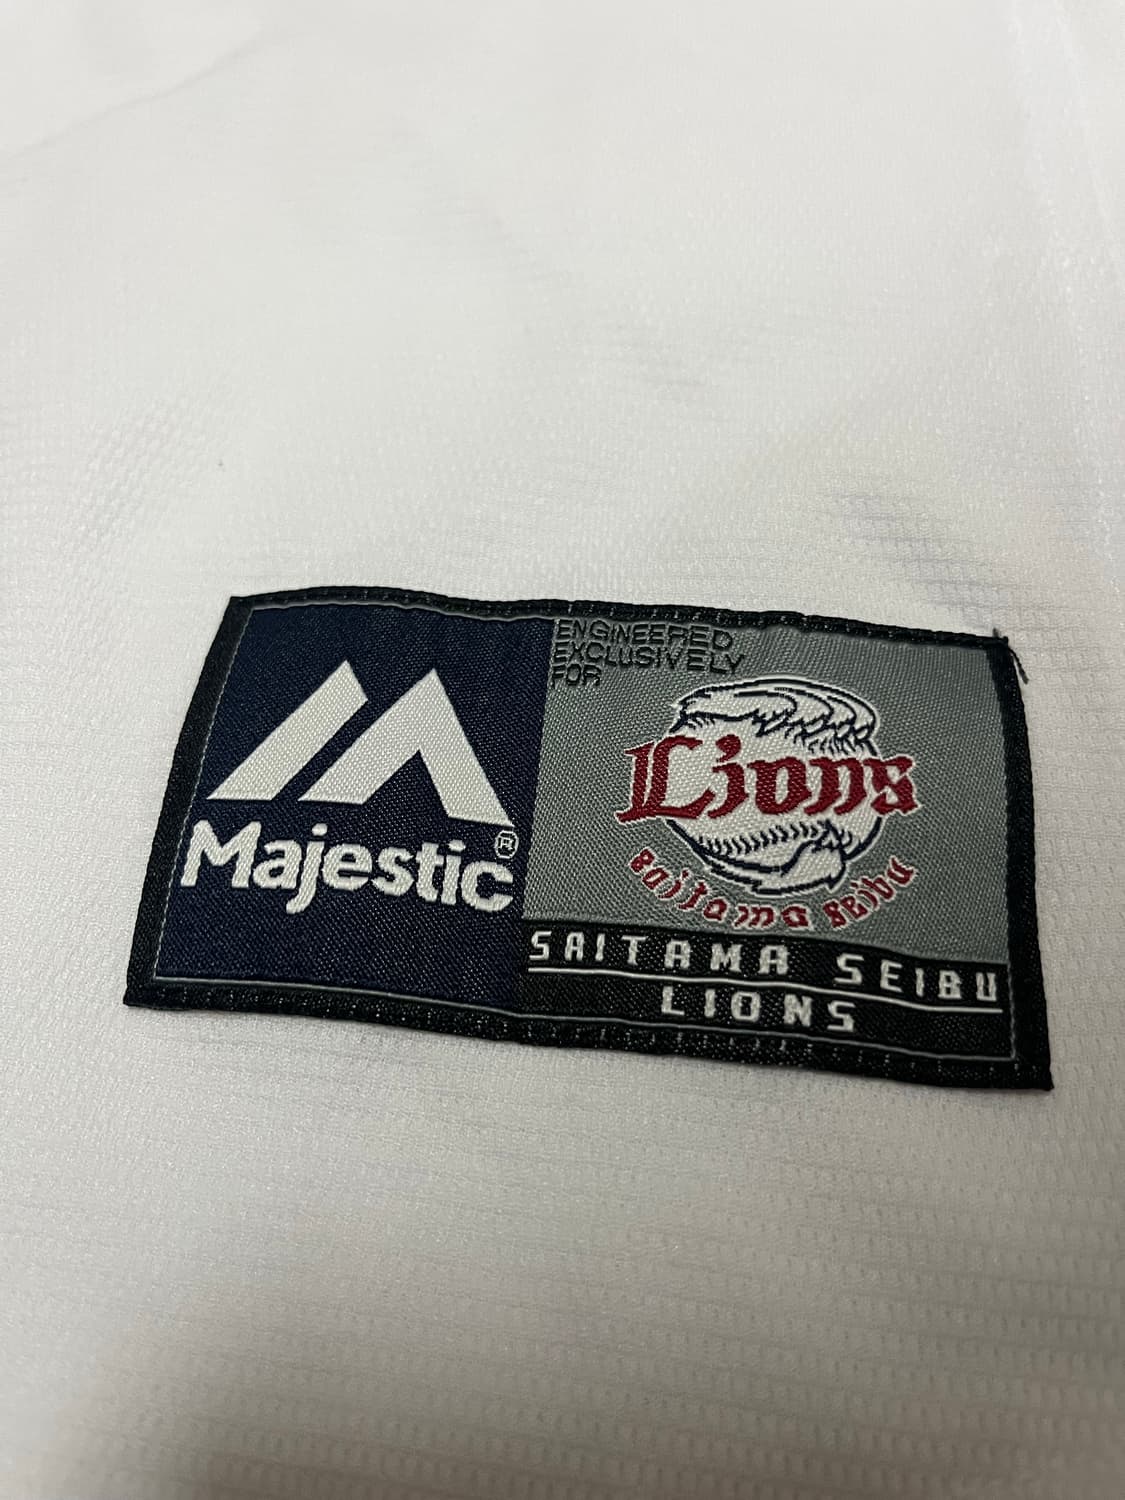 ENGINEERED
EXCLUSIVELY
FOR
Majestic®
Lions
Saitama Seibu
SAITAMA SEIBU
LIONS